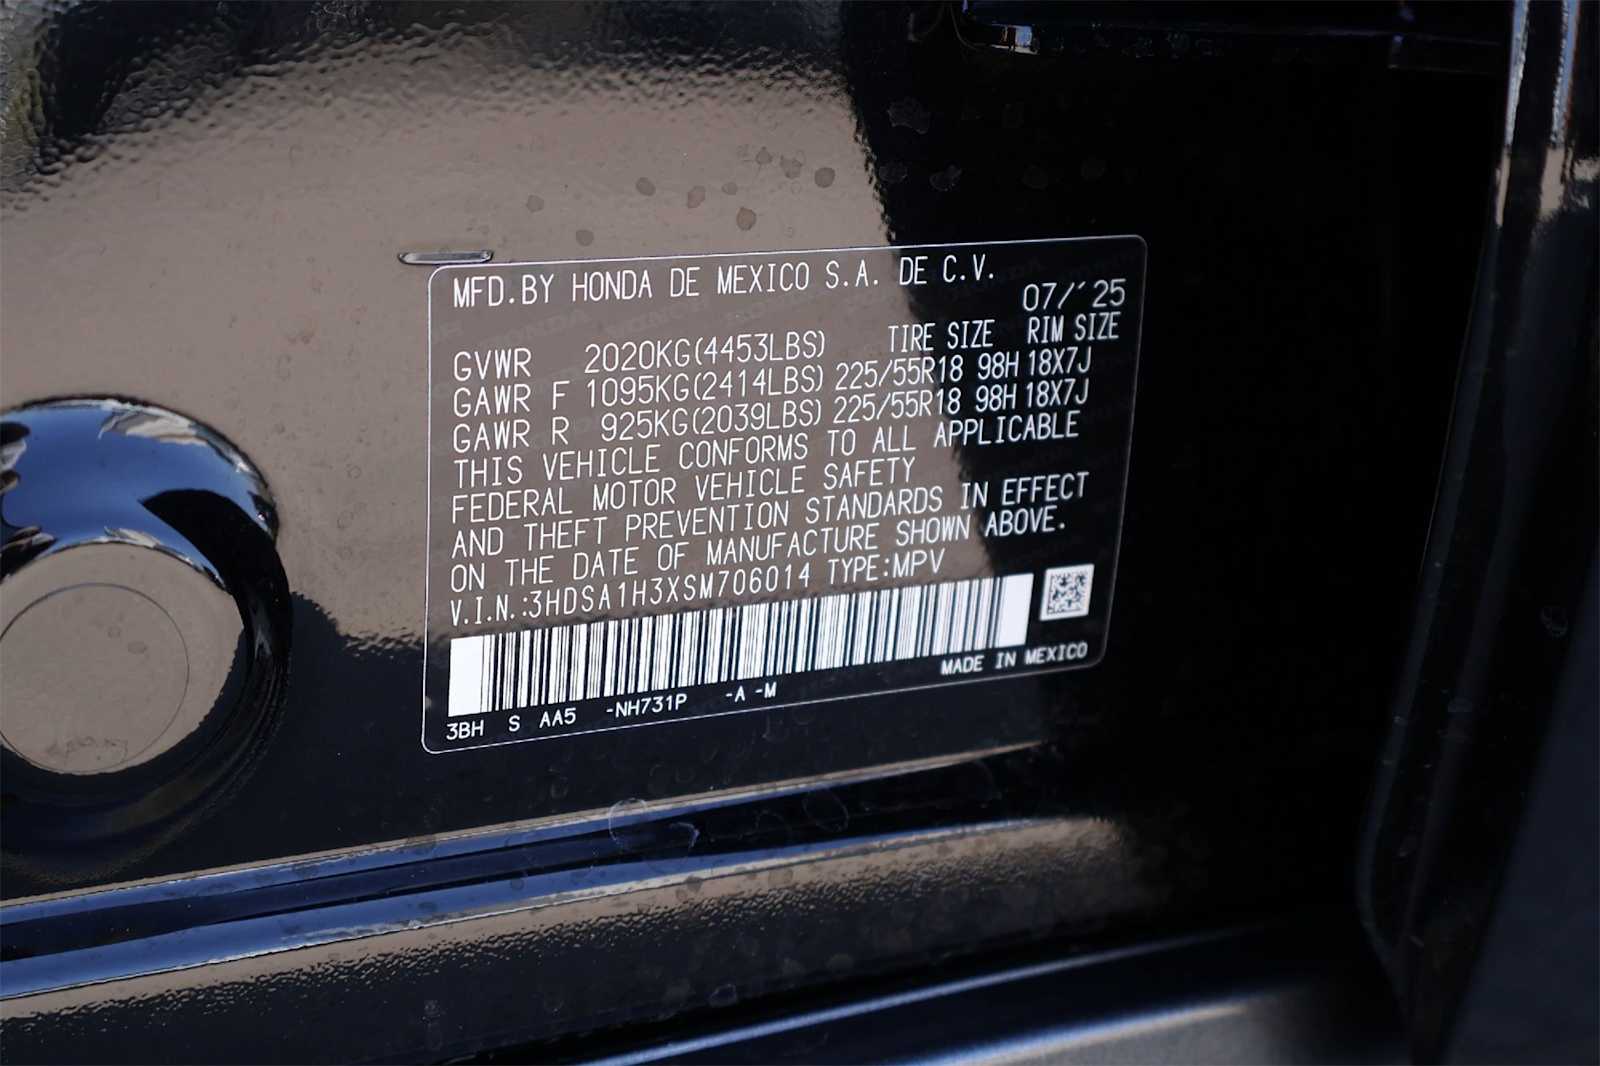 MFD.BY HONDA DE MEXICO S.A. DE C.V.
07/´25
TIRE SIZE RIM SIZE
GVWR 2020KG(4453LBS)
GAWR F 1095KG(2414LBS) 225/55R18 98H 18X7J
GAWR R 925KG(2039LBS) 225/55R18 98H 18X7J
THIS VEHICLE CONFORMS TO ALL APPLICABLE
FEDERAL MOTOR VEHICLE SAFETY
AND THEFT PREVENTION STANDARDS IN EFFECT
ON THE DATE OF MANUFACTURE SHOWN ABOVE.
V.I.N.:3HDSA1H3XSM706014 TYPE:MPV
MADE IN MEXICO
3BH S AA5 -NH731P -A -M